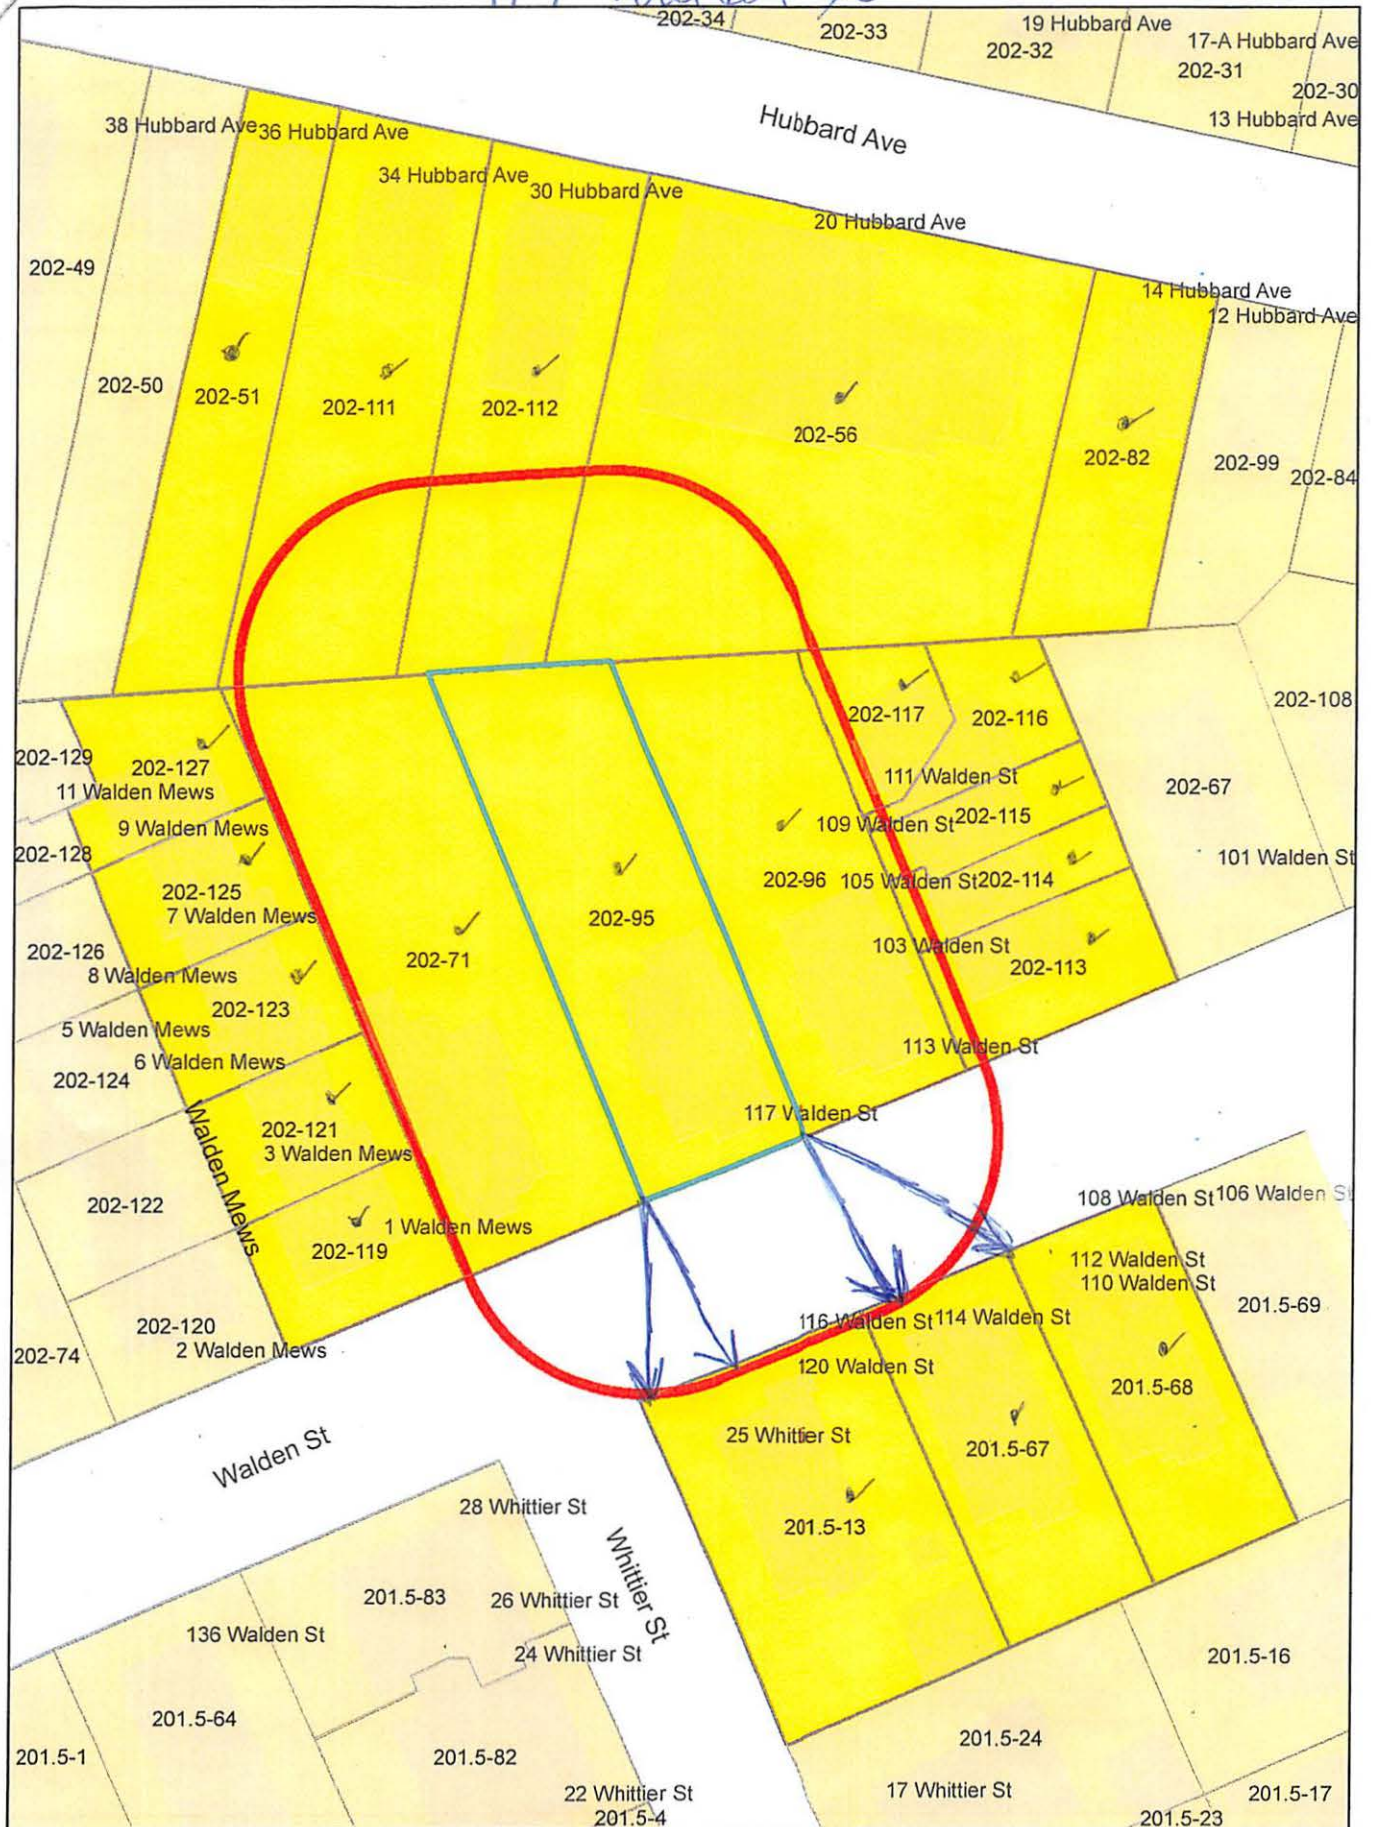 202-34
202-33
19 Hubbard Ave
202-32
17-A Hubbard Ave
202-31
202-30
13 Hubbard Ave
Hubbard Ave
38 Hubbard Ave
36 Hubbard Ave
34 Hubbard Ave
30 Hubbard Ave
20 Hubbard Ave
14 Hubbard Ave
12 Hubbard Ave
202-49
202-50
202-51
202-111
202-112
202-56
202-82
202-99
202-84
202-108
202-117
202-116
202-129
202-127
11 Walden Mews
111 Walden St
202-67
9 Walden Mews
109 Walden St
202-115
202-128
101 Walden St
202-125
202-96
105 Walden St
202-114
7 Walden Mews
202-95
202-126
202-71
103 Walden St
202-113
8 Walden Mews
202-123
5 Walden Mews
113 Walden St
6 Walden Mews
202-124
117 Walden St
202-121
3 Walden Mews
Walden Mews
202-122
108 Walden St
106 Walden St
1 Walden Mews
202-119
112 Walden St
110 Walden St
201.5-69
202-120
116 Walden St
114 Walden St
2 Walden Mews
202-74
120 Walden St
201.5-68
25 Whittier St
201.5-67
Walden St
28 Whittier St
201.5-13
Whittier St
201.5-83
26 Whittier St
136 Walden St
24 Whittier St
201.5-16
201.5-64
201.5-24
201.5-1
201.5-82
22 Whittier St
17 Whittier St
201.5-17
201.5-4
201.5-23